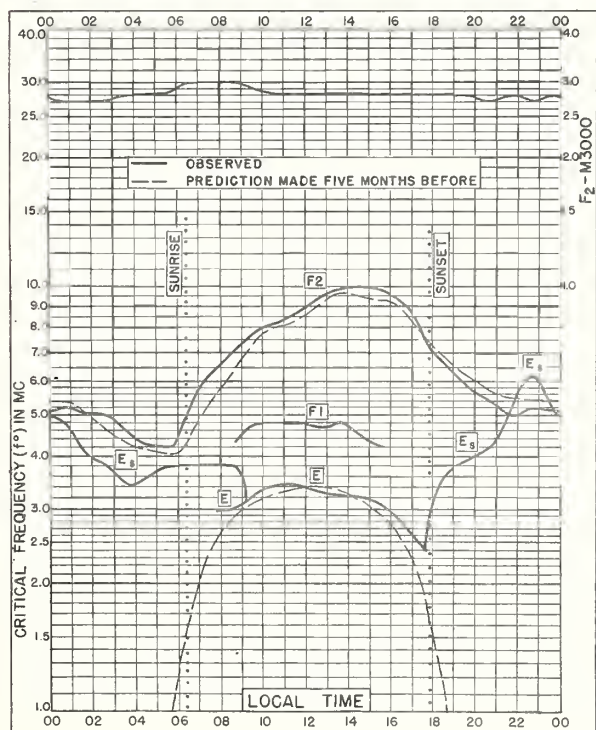 00 02 04 06 08 10 12 14 16 18 20 22 00
40.0
30.0
25.0
20.0
15.0
10.0
9.0
8.0
7.0
6.0
5.0
4.0
3.0
2.5
2.0
1.5
1.0
CRITICAL FREQUENCY (f°) IN MC
4.0
3.0
2.5
2.0
1.5
1.0
F2-M3000
OBSERVED
PREDICTION MADE FIVE MONTHS BEFORE
SUNRISE
SUNSET
F2
F1
Es
Es
Es
E
E
00 02 04 06 08 10 12 14 16 18 20 22 00
LOCAL TIME